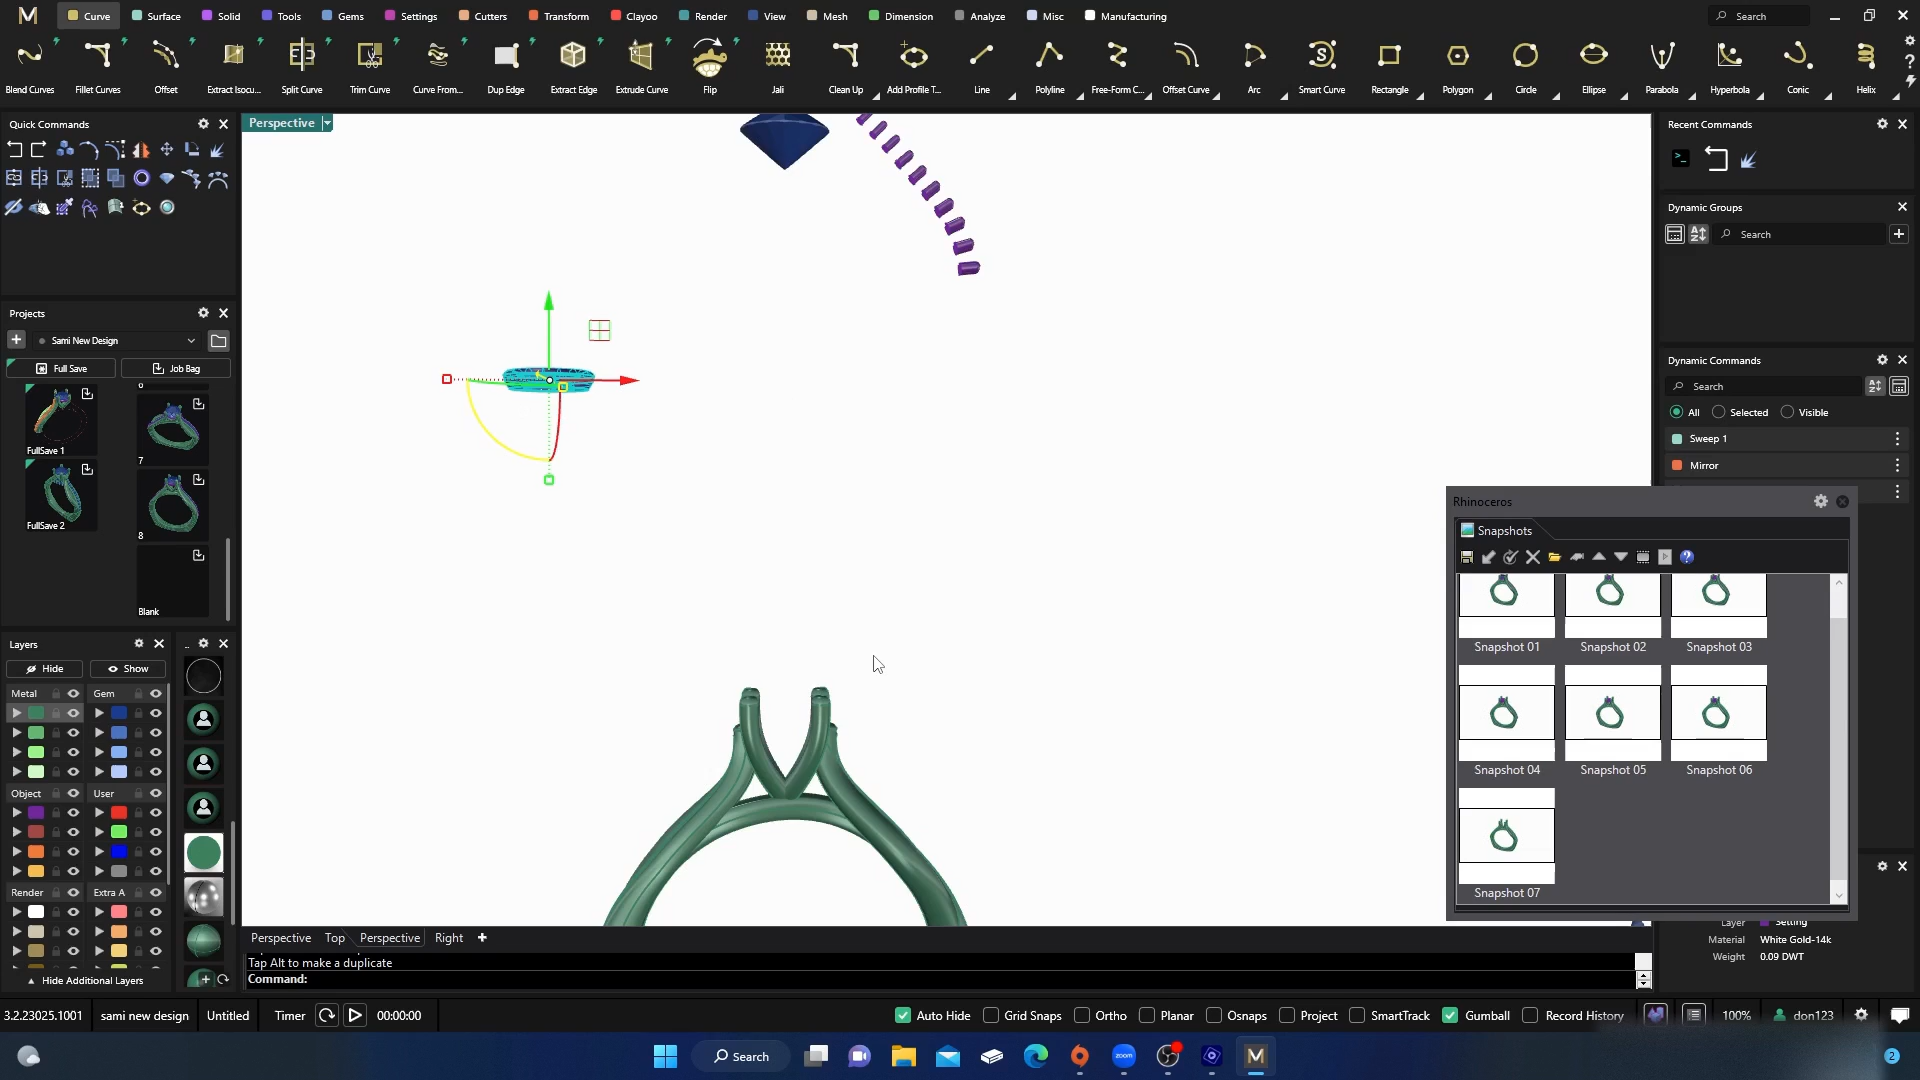 Curve Surface Solid Tools Gems Settings Cutters Transform Clayoo Render View Mesh Dimension Analyze Misc Manufacturing Search
Blend Curves Fillet Curves Offset Extract Isocu... Split Curve Trim Curve Curve From... Dup Edge Extract Edge Extrude Curve Flip Jali Clean Up Add Profile T... Line Polyline Free-Form C... Offset Curve Arc Smart Curve Rectangle Polygon Circle Ellipse Parabola Hyperbola Conic Helix
Quick Commands
Perspective
Recent Commands
Dynamic Groups
Search
Projects
Sami New Design
Full Save Job Bag
FullSave 1
7
FullSave 2
8
Blank
Dynamic Commands
Search
All Selected Visible
Sweep 1
Mirror
Rhinoceros
Snapshots
Snapshot 01 Snapshot 02 Snapshot 03
Snapshot 04 Snapshot 05 Snapshot 06
Snapshot 07
Layer Setting
Material White Gold-14k
Weight 0.09 DWT
Layers
Hide Show
Metal Gem
Object User
Render Extra A
Hide Additional Layers
Perspective Top Perspective Right
Tap Alt to make a duplicate
Command:
3.2.23025.1001 sami new design Untitled Timer 00:00:00 Auto Hide Grid Snaps Ortho Planar Osnaps Project SmartTrack Gumball Record History 100% don123
Search
zoom
2